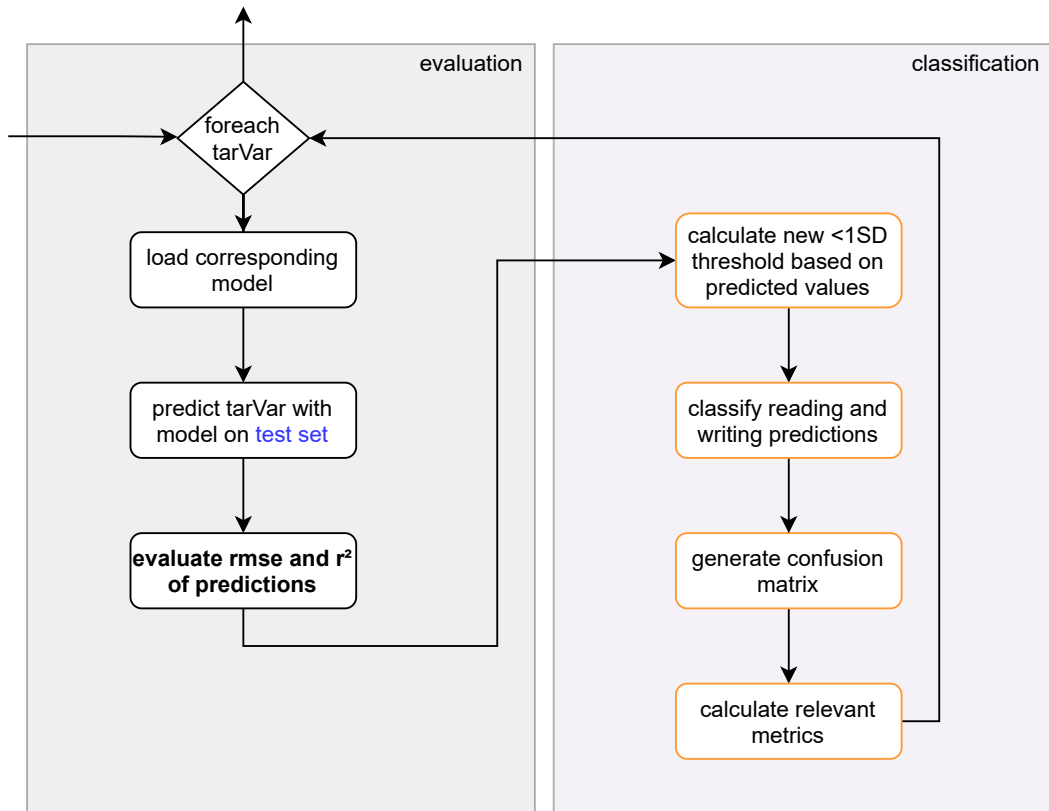 evaluation
foreach
tarVar
load corresponding
model
predict tarVar with
model on test set
evaluate rmse and r²
of predictions
classification
calculate new <1SD
threshold based on
predicted values
classify reading and
writing predictions
generate confusion
matrix
calculate relevant
metrics